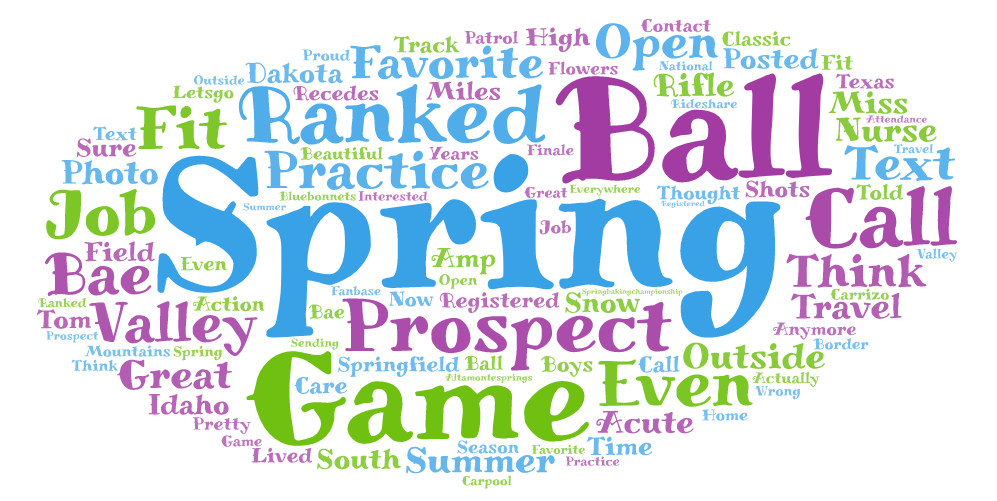 Contact
Track Patrol High Open Classic
Proud Favorite National Posted Fit
Outside Dakota Flowers Rifle Texas
Letsgo Recedes Miles Rideshare Miss
Fit Ranked Ball Attendance
Text Nurse
Sure Beautiful Years Finale Travel
Photo Practice Text
Bluebonnets Interested Great Everywhere Thought Shots Told
Job Summer Spring Registered Call
Job
Field Even Amp Valley
Bae Open Think
Fanbase Springbakingchampionship Carrizo
Ranked Action Now Registered Snow Travel
Tom Valley Bae Prospect Anymore
Prospect Sending Border
Mountains Spring
Think Springfield Ball Boys Call Outside
Great Care Altamontesprings Even Actually
Game Wrong
Idaho Home
Pretty Acute
Game Season Favorite Time
Lived South Summer Practice
Carpool